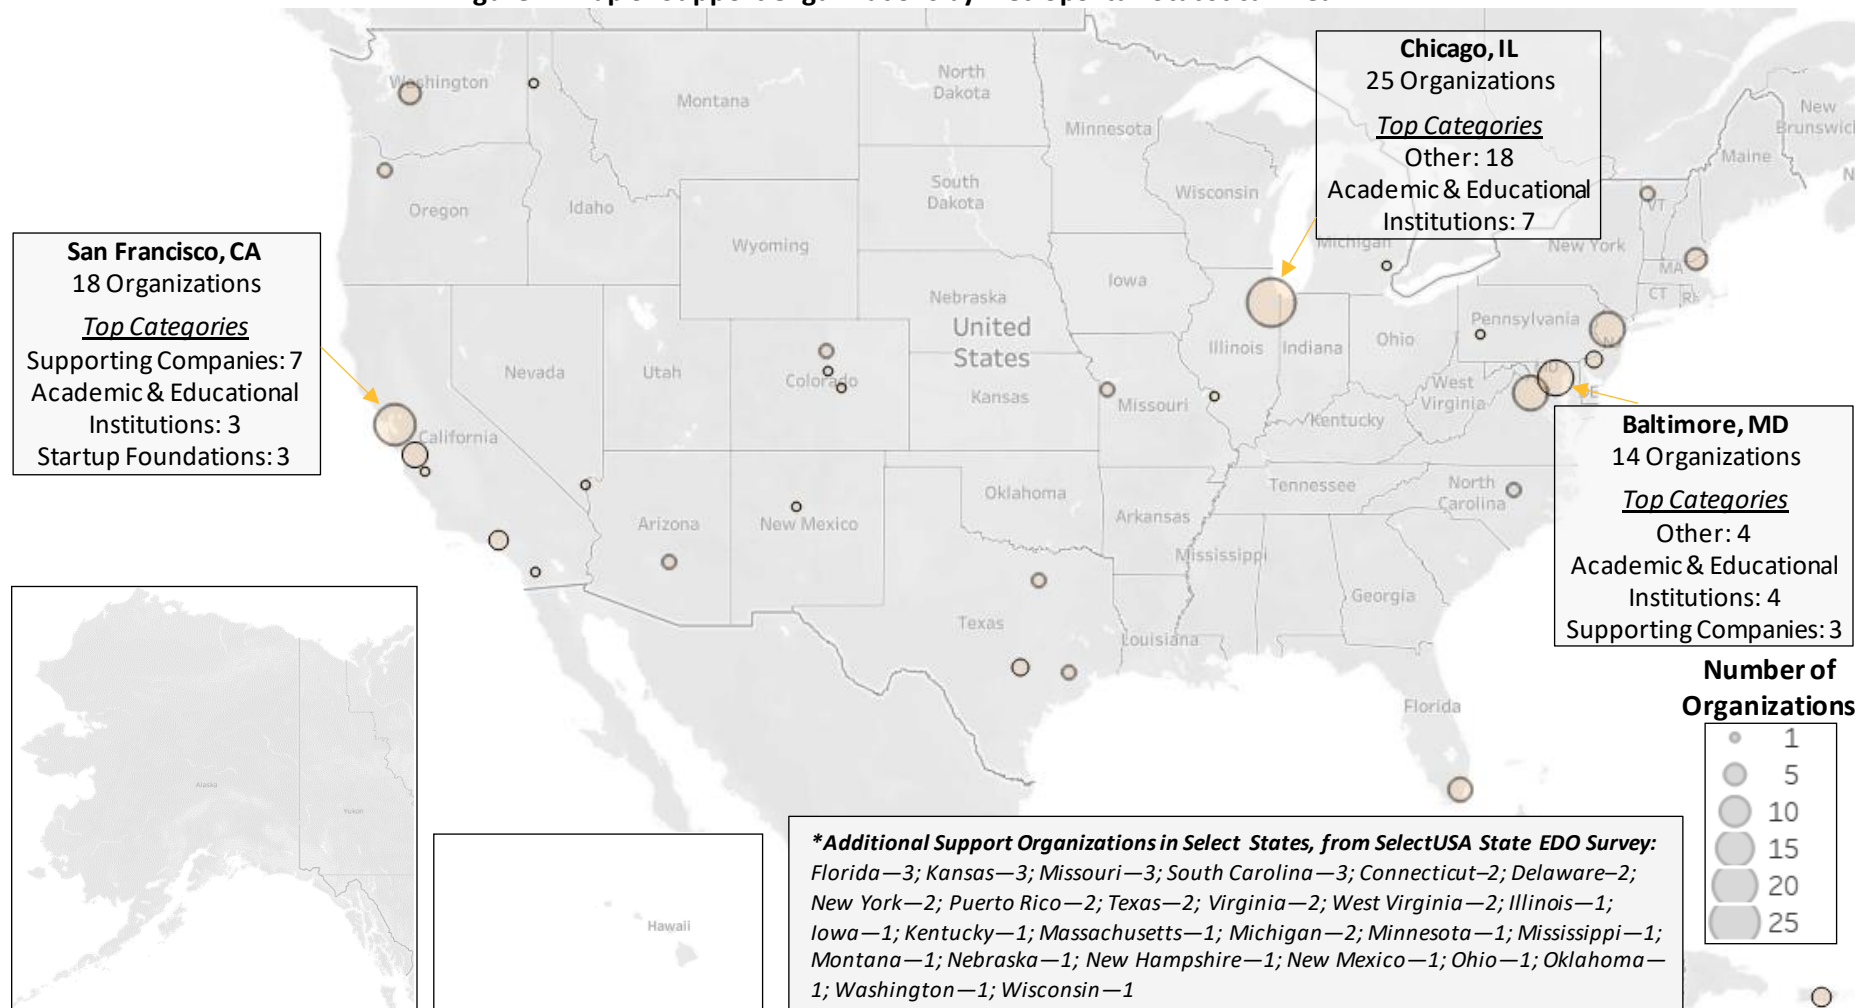 Chicago, IL
25 Organizations
Top Categories
Other: 18
Academic & Educational
Institutions: 7
San Francisco, CA
18 Organizations
Top Categories
Supporting Companies: 7
Academic & Educational
Institutions: 3
Startup Foundations: 3
Baltimore, MD
14 Organizations
Top Categories
Other: 4
Academic & Educational
Institutions: 4
Supporting Companies: 3
Washington
Montana
North
Dakota
Minnesota
New
Brunswick
Maine
Oregon
Idaho
South
Dakota
Wisconsin
Michigan
New York
VT
MA
CT
RI
Wyoming
Iowa
Nebraska
United
States
Illinois
Indiana
Ohio
Pennsylvania
Nevada
Utah
Colorado
Kansas
Missouri
West
Virginia
Kentucky
California
Arizona
New Mexico
Oklahoma
Arkansas
Tennessee
North
Carolina
Mississippi
Texas
Louisiana
Georgia
Florida
Alaska
Yukon
Hawaii
Number of
Organizations
1
5
10
15
20
25
*Additional Support Organizations in Select States, from SelectUSA State EDO Survey:
Florida—3; Kansas—3; Missouri—3; South Carolina—3; Connecticut–2; Delaware–2;
New York—2; Puerto Rico—2; Texas—2; Virginia—2; West Virginia—2; Illinois—1;
Iowa—1; Kentucky—1; Massachusetts—1; Michigan—2; Minnesota—1; Mississippi—1;
Montana—1; Nebraska—1; New Hampshire—1; New Mexico—1; Ohio—1; Oklahoma—
1; Washington—1; Wisconsin—1